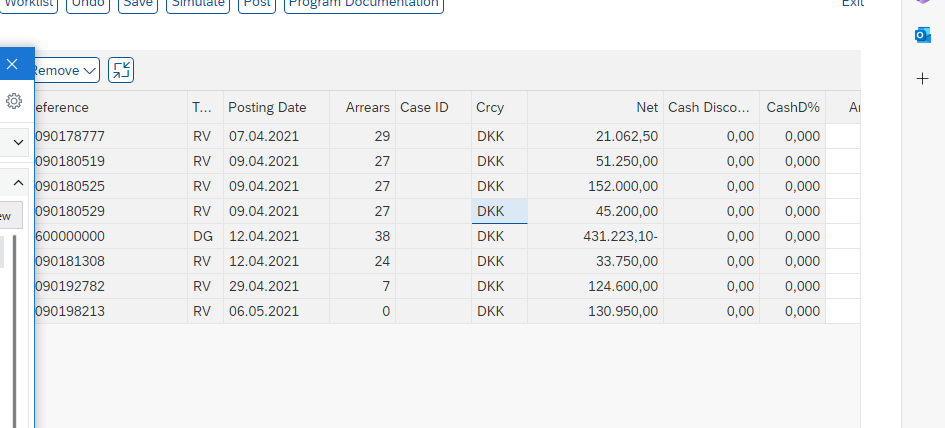 Worklist Undo Save Simulate Post Program Documentation Exit
Remove
eference T... Posting Date Arrears Case ID Crcy Net Cash Disco... CashD% Ar
090178777 RV 07.04.2021 29 DKK 21.062,50 0,00 0,000
090180519 RV 09.04.2021 27 DKK 51.250,00 0,00 0,000
090180525 RV 09.04.2021 27 DKK 152.000,00 0,00 0,000
ew 090180529 RV 09.04.2021 27 DKK 45.200,00 0,00 0,000
600000000 DG 12.04.2021 38 DKK 431.223,10- 0,00 0,000
090181308 RV 12.04.2021 24 DKK 33.750,00 0,00 0,000
090192782 RV 29.04.2021 7 DKK 124.600,00 0,00 0,000
090198213 RV 06.05.2021 0 DKK 130.950,00 0,00 0,000